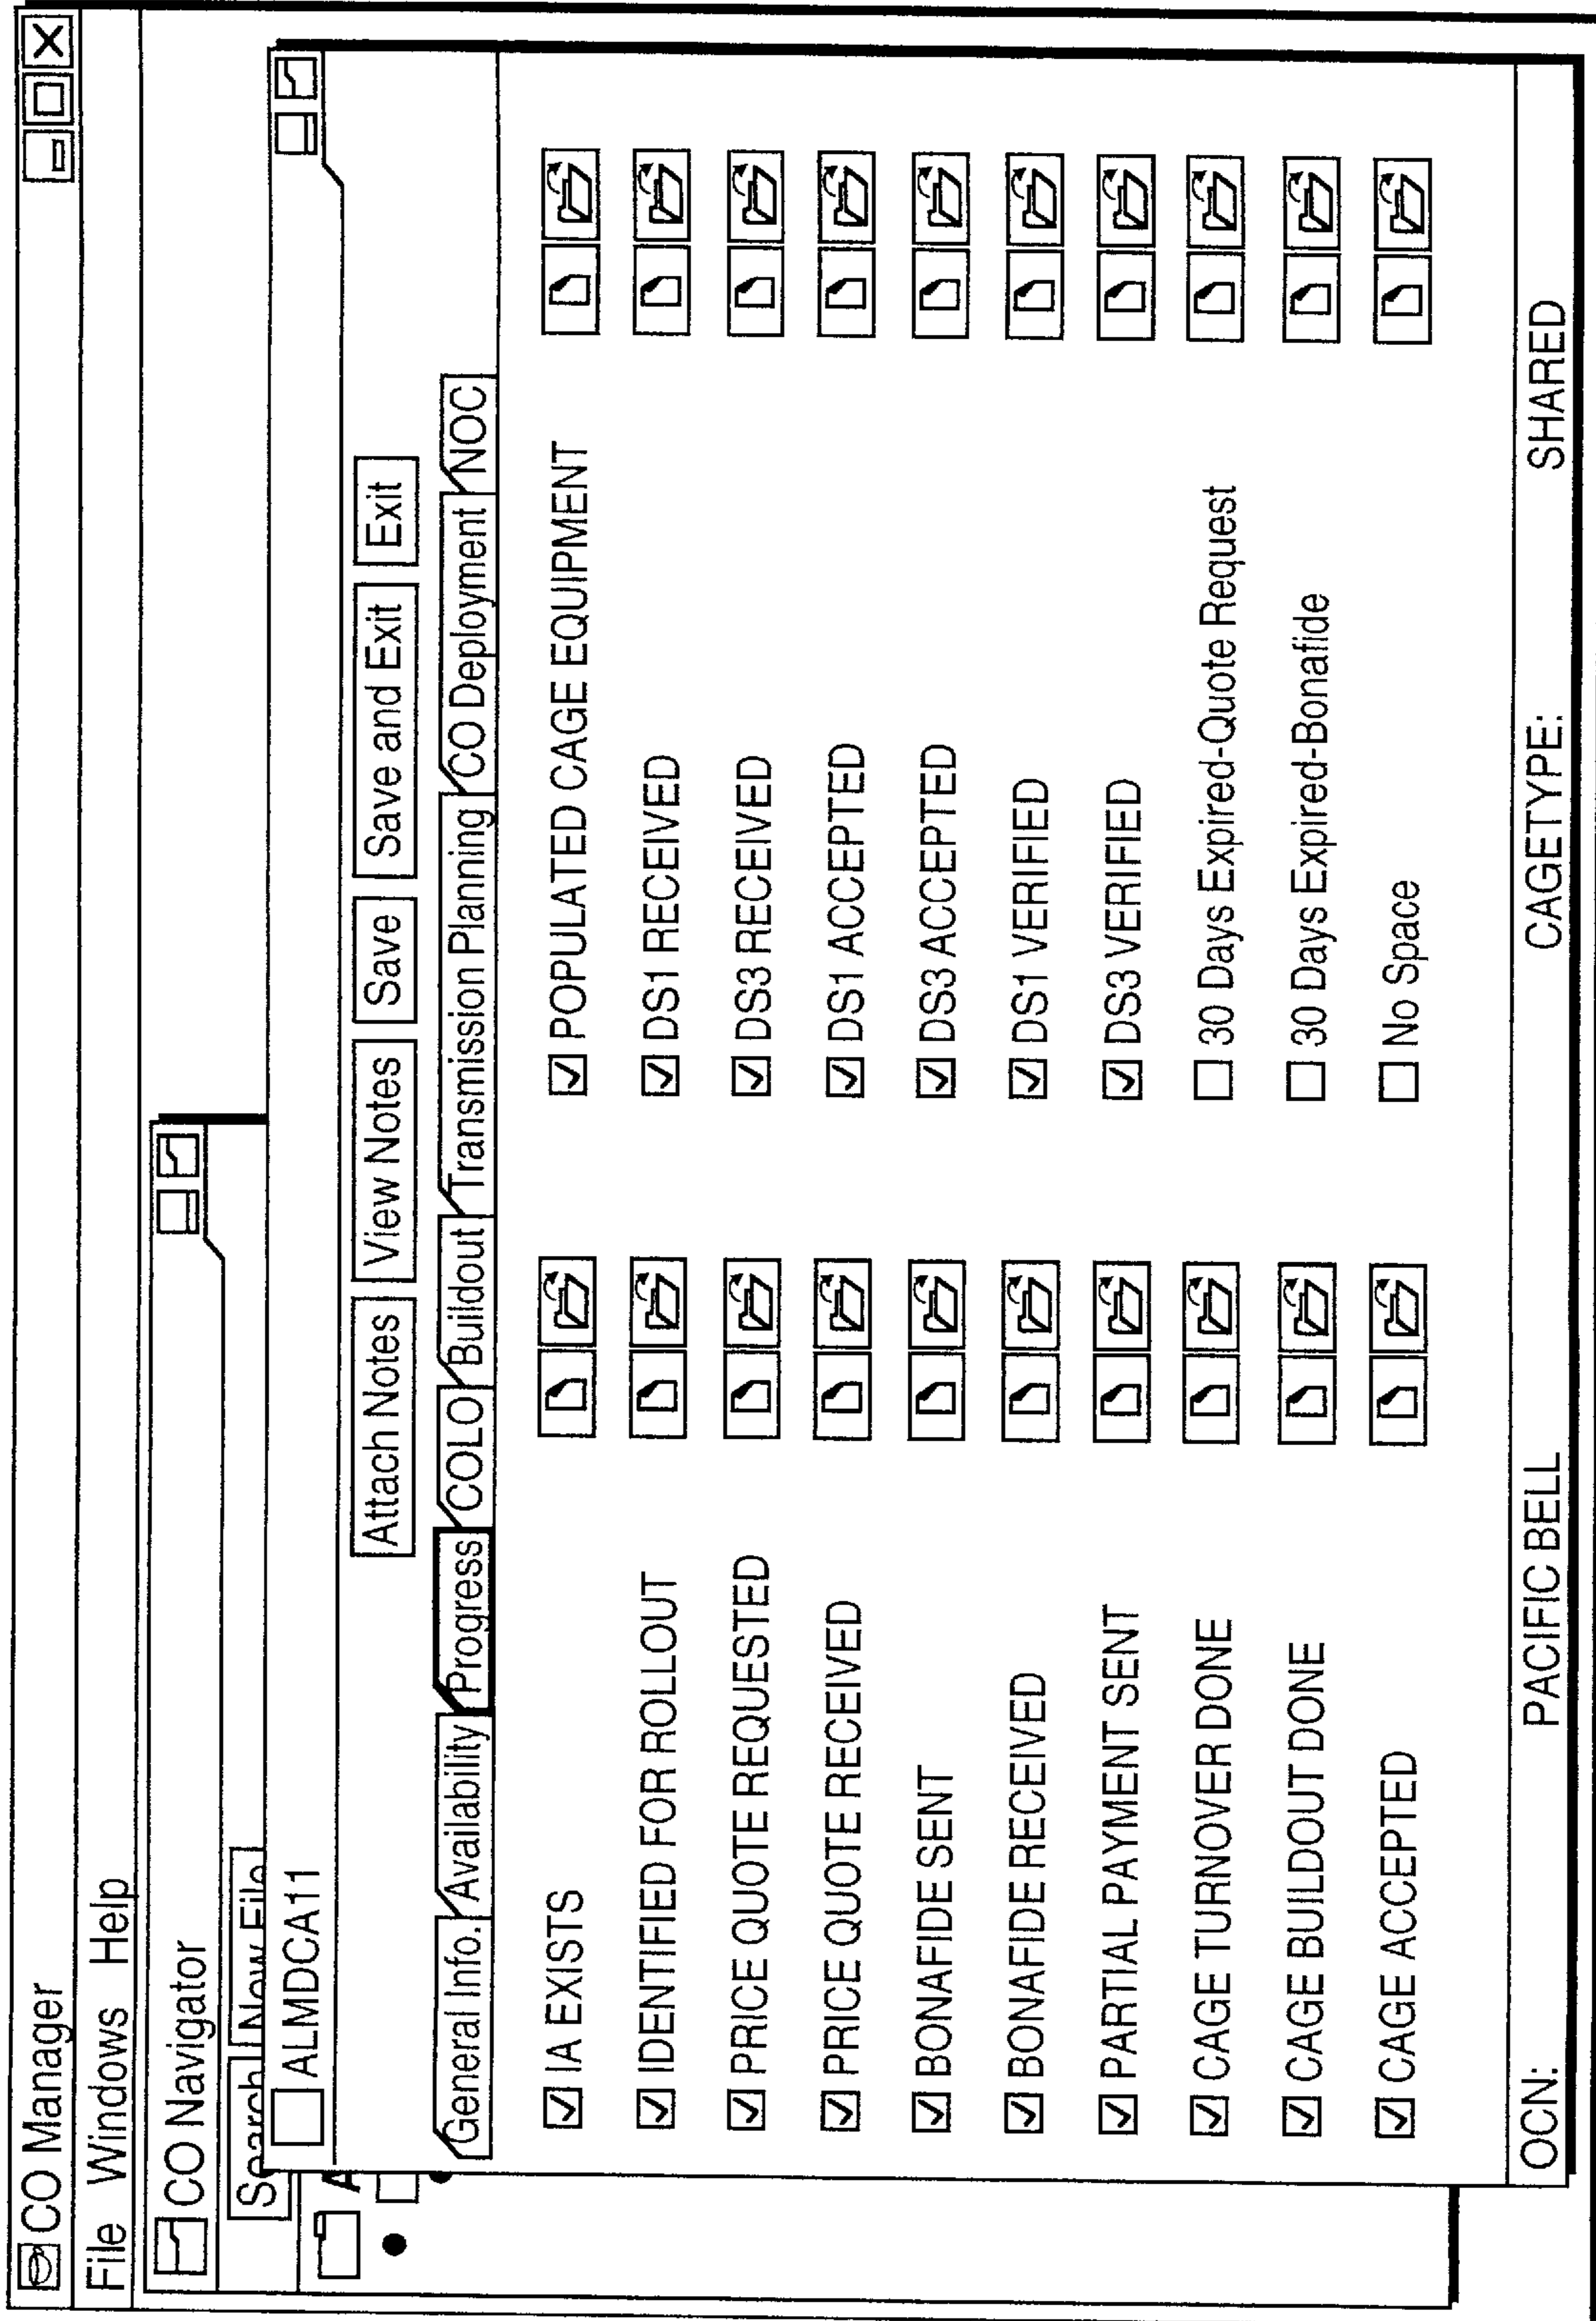 CO Manager
File Windows Help
CO Navigator
Search New File
ALMDCA11
Attach Notes View Notes Save Save and Exit Exit
General Info. Availability Progress COLO Buildout Transmission Planning CO Deployment NOC
IA EXISTS
IDENTIFIED FOR ROLLOUT
PRICE QUOTE REQUESTED
PRICE QUOTE RECEIVED
BONAFIDE SENT
BONAFIDE RECEIVED
PARTIAL PAYMENT SENT
CAGE TURNOVER DONE
CAGE BUILDOUT DONE
CAGE ACCEPTED
POPULATED CAGE EQUIPMENT
DS1 RECEIVED
DS3 RECEIVED
DS1 ACCEPTED
DS3 ACCEPTED
DS1 VERIFIED
DS3 VERIFIED
30 Days Expired-Quote Request
30 Days Expired-Bonafide
No Space
OCN: PACIFIC BELL CAGETYPE: SHARED